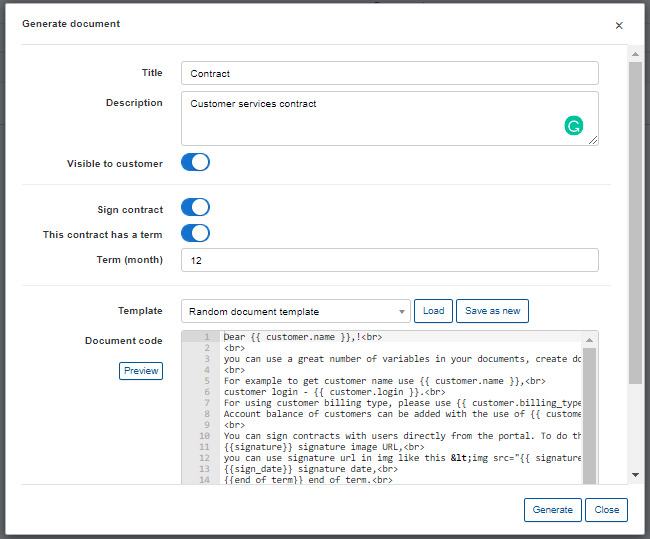 Generate document
×
Title
Contract
Description
Customer services contract
Visible to customer
Sign contract
This contract has a term
Term (month)
12
Template
Random document template
Load
Save as new
Document code
Preview
1 Dear {{ customer.name }},!<br>
2 <br>
3 you can use a great number of variables in your documents, create do
4 <br>
5 For example to get customer name use {{ customer.name }},<br>
6 customer login - {{ customer.login }}.<br>
7 For using customer billing type, please use {{ customer.billing_type
8 Account balance of customers can be added with the use of {{ custome
9 <br>
10 You can sign contracts with users directly from the portal. To do th
11 {{signature}} signature image URL,<br>
12 you can use signature url in img like this &lt;img src="{{ signature
13 {{sign_date}} signature date,<br>
14 {{end of term}} end of term.<br>
Generate
Close